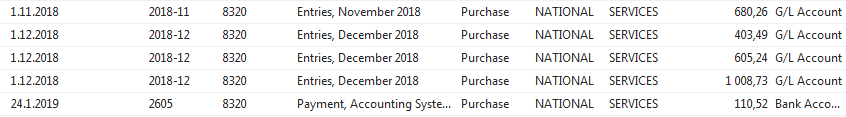 1.11.2018 2018-11 8320 Entries, November 2018 Purchase NATIONAL SERVICES 680,26 G/L Account
1.12.2018 2018-12 8320 Entries, December 2018 Purchase NATIONAL SERVICES 403,49 G/L Account
1.12.2018 2018-12 8320 Entries, December 2018 Purchase NATIONAL SERVICES 605,24 G/L Account
1.12.2018 2018-12 8320 Entries, December 2018 Purchase NATIONAL SERVICES 1 008,73 G/L Account
24.1.2019 2605 8320 Payment, Accounting Syste... Purchase NATIONAL SERVICES 110,52 Bank Acco...